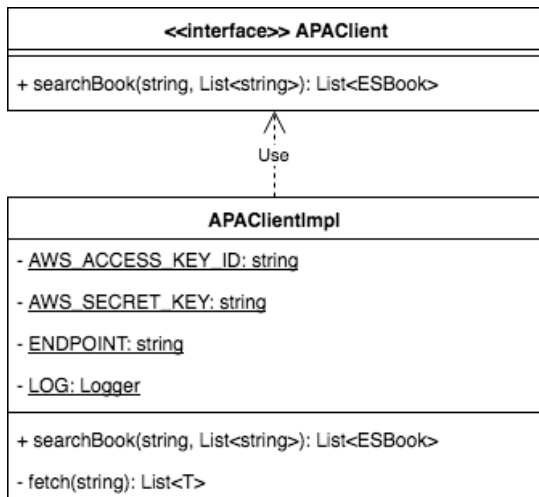 <<interface>> APAClient
+ searchBook(string, List<string>): List<ESBook>
Use
APAClientImpl
- AWS_ACCESS_KEY_ID: string
- AWS_SECRET_KEY: string
- ENDPOINT: string
- LOG: Logger
+ searchBook(string, List<string>): List<ESBook>
- fetch(string): List<T>